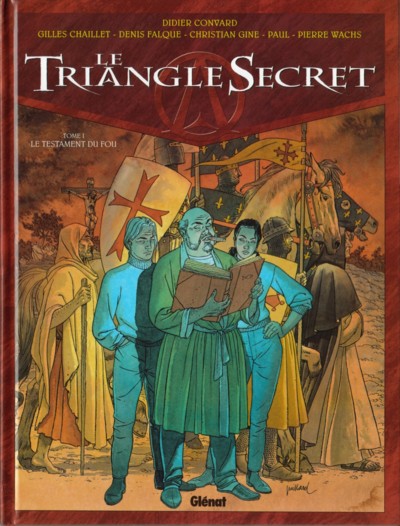 DIDIER CONVARD
GILLES CHAILLET - DENIS FALQUE - CHRISTIAN GINE - PAUL - PIERRE WACHS
LE
TRIANGLE SECRET
TOME I
LE TESTAMENT DU FOU
Juillard
Glénat